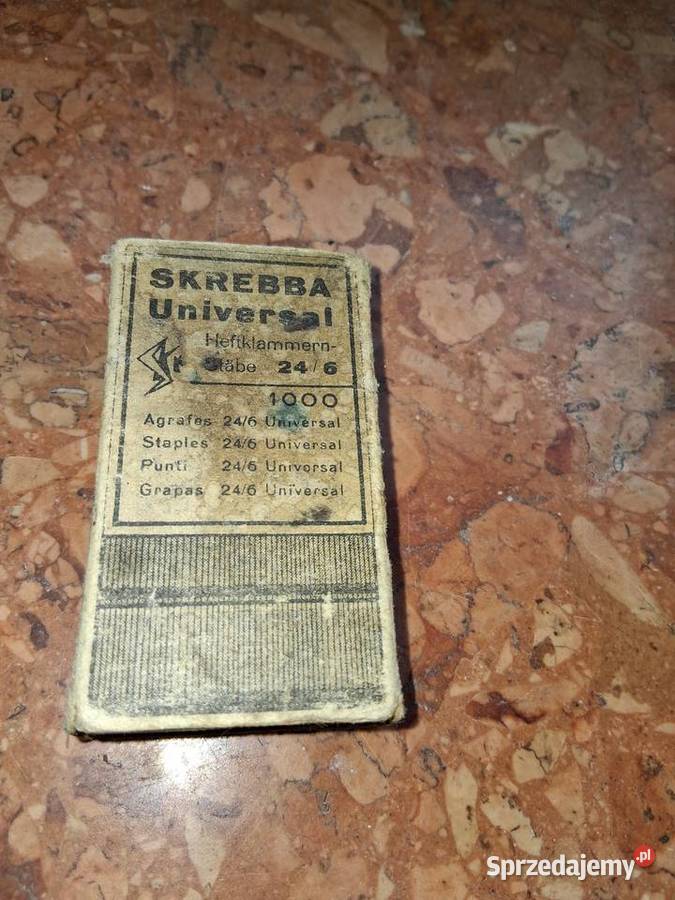 SKREBBA
Universal
Heftklammern-
Stäbe 24/6
1000
Agrafes 24/6 Universal
Staples 24/6 Universal
Punti 24/6 Universal
Grapas 24/6 Universal
Sprzedajemy.pl